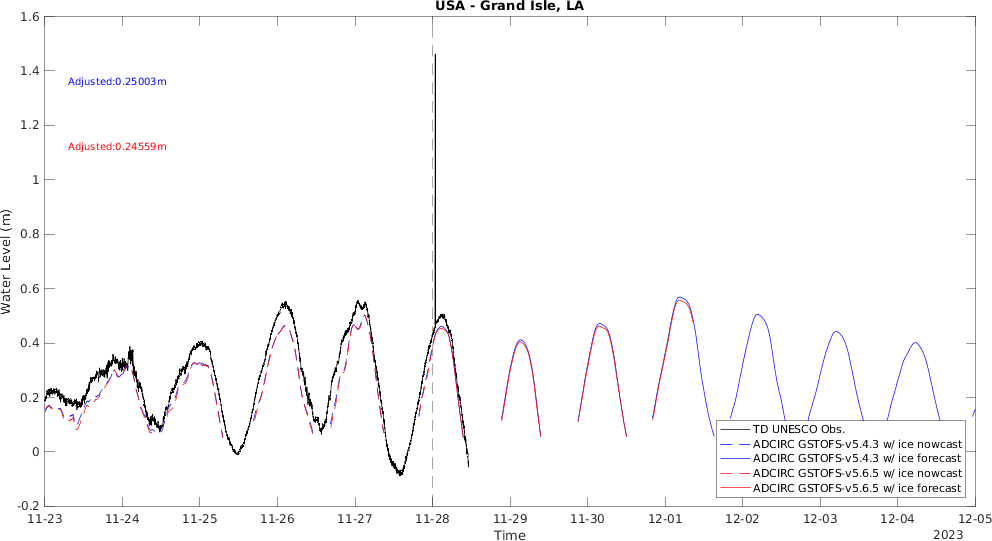 USA - Grand Isle, LA
1.6
1.4
1.2
1
0.8
0.6
0.4
0.2
0
-0.2
Water Level (m)
Adjusted:0.25003m
Adjusted:0.24559m
TD UNESCO Obs.
ADCIRC GSTOFS-v5.4.3 w/ ice nowcast
ADCIRC GSTOFS-v5.4.3 w/ ice forecast
ADCIRC GSTOFS-v5.6.5 w/ ice nowcast
ADCIRC GSTOFS-v5.6.5 w/ ice forecast
11-23 11-24 11-25 11-26 11-27 11-28 11-29 11-30 12-01 12-02 12-03 12-04 12-05
Time
2023